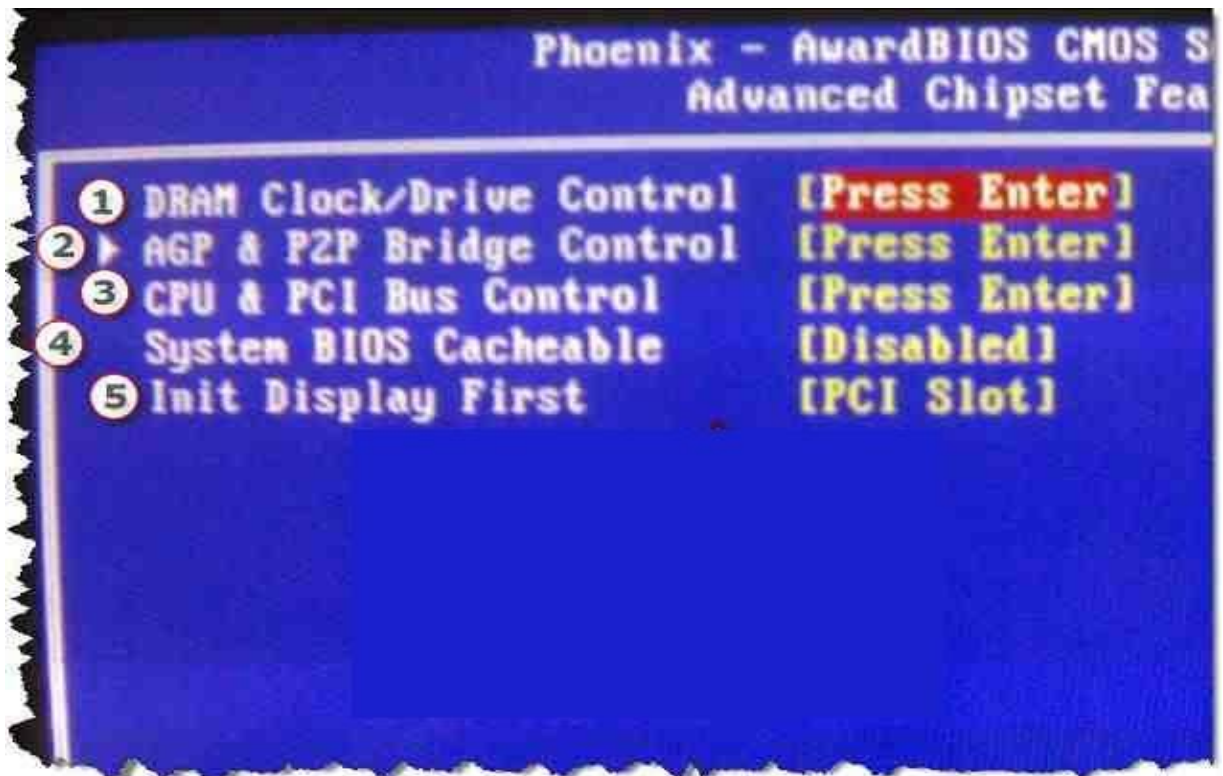 Phoenix - AwardBIOS CMOS S
Advanced Chipset Fea
1 DRAM Clock/Drive Control [Press Enter]
2 AGP & P2P Bridge Control [Press Enter]
3 CPU & PCI Bus Control [Press Enter]
4 System BIOS Cacheable [Disabled]
5 Init Display First [PCI Slot]